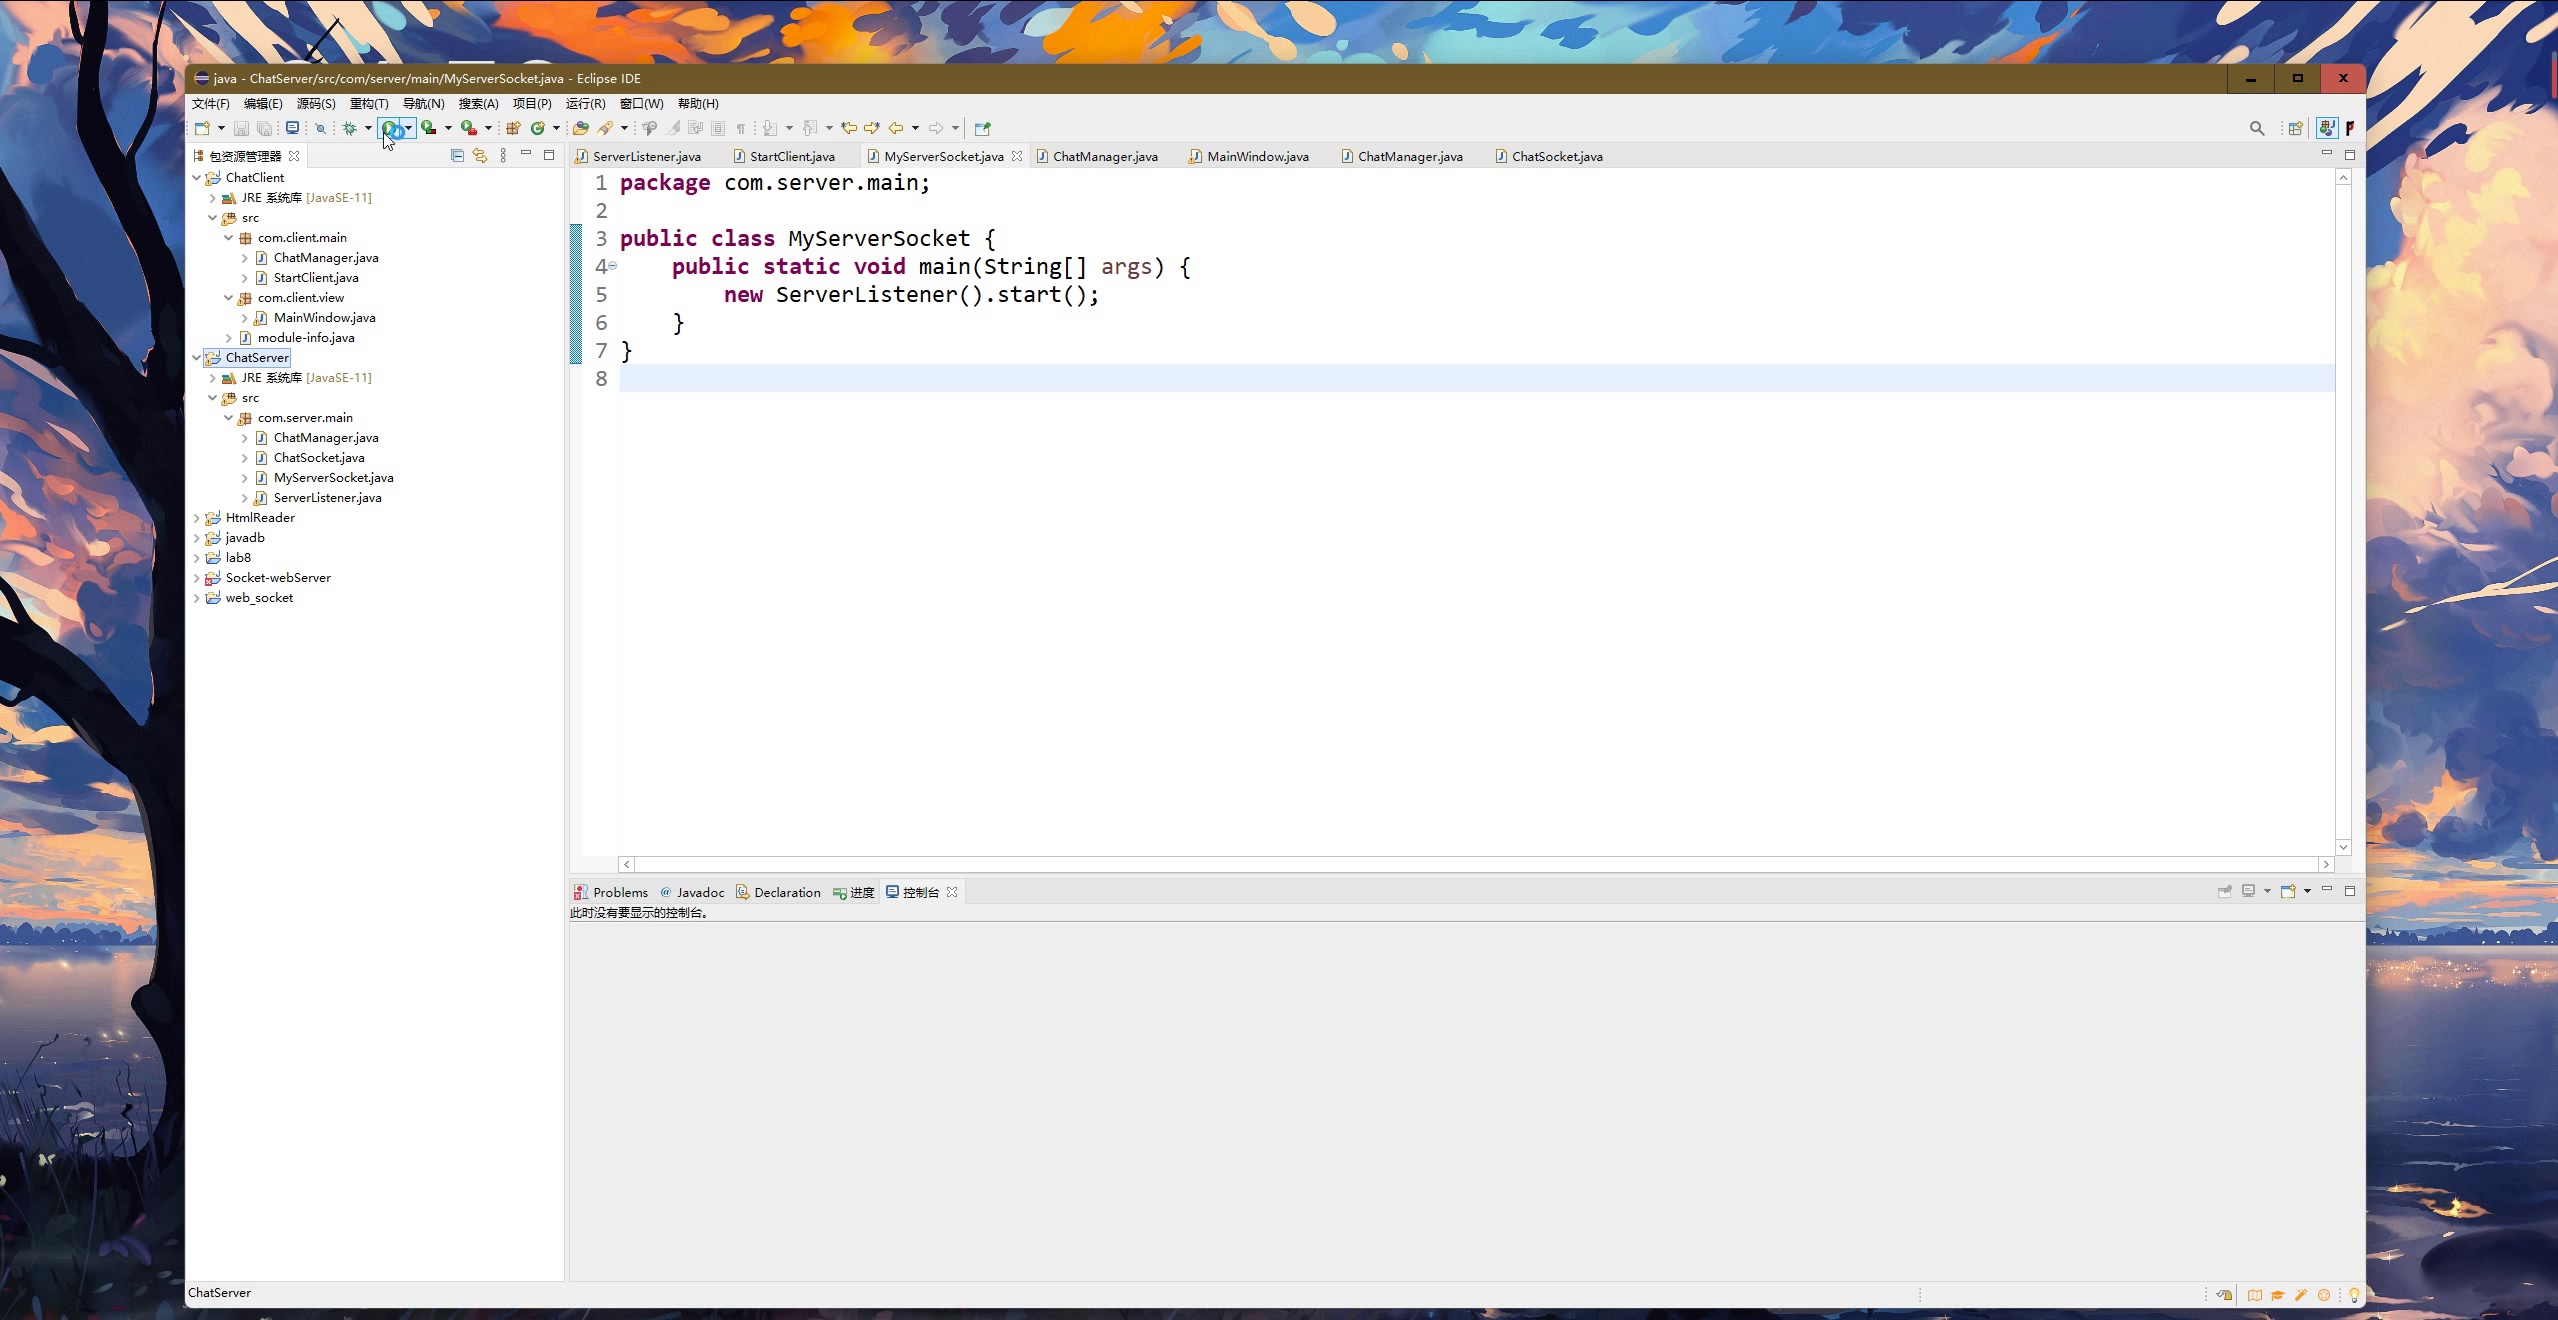 java - ChatServer/src/com/server/main/MyServerSocket.java - Eclipse IDE
文件(F) 编辑(E) 源码(S) 重构(T) 导航(N) 搜索(A) 项目(P) 运行(R) 窗口(W) 帮助(H)
包资源管理器
ChatClient
JRE 系统库 [JavaSE-11]
src
com.client.main
ChatManager.java
StartClient.java
com.client.view
MainWindow.java
module-info.java
ChatServer
JRE 系统库 [JavaSE-11]
src
com.server.main
ChatManager.java
ChatSocket.java
MyServerSocket.java
ServerListener.java
HtmlReader
javadb
lab8
Socket-webServer
web_socket
ServerListener.java StartClient.java MyServerSocket.java ChatManager.java MainWindow.java ChatManager.java ChatSocket.java
1 package com.server.main;
2
3 public class MyServerSocket {
4 public static void main(String[] args) {
5 new ServerListener().start();
6 }
7 }
8
Problems @ Javadoc Declaration 进度 控制台
此时没有要显示的控制台。
ChatServer